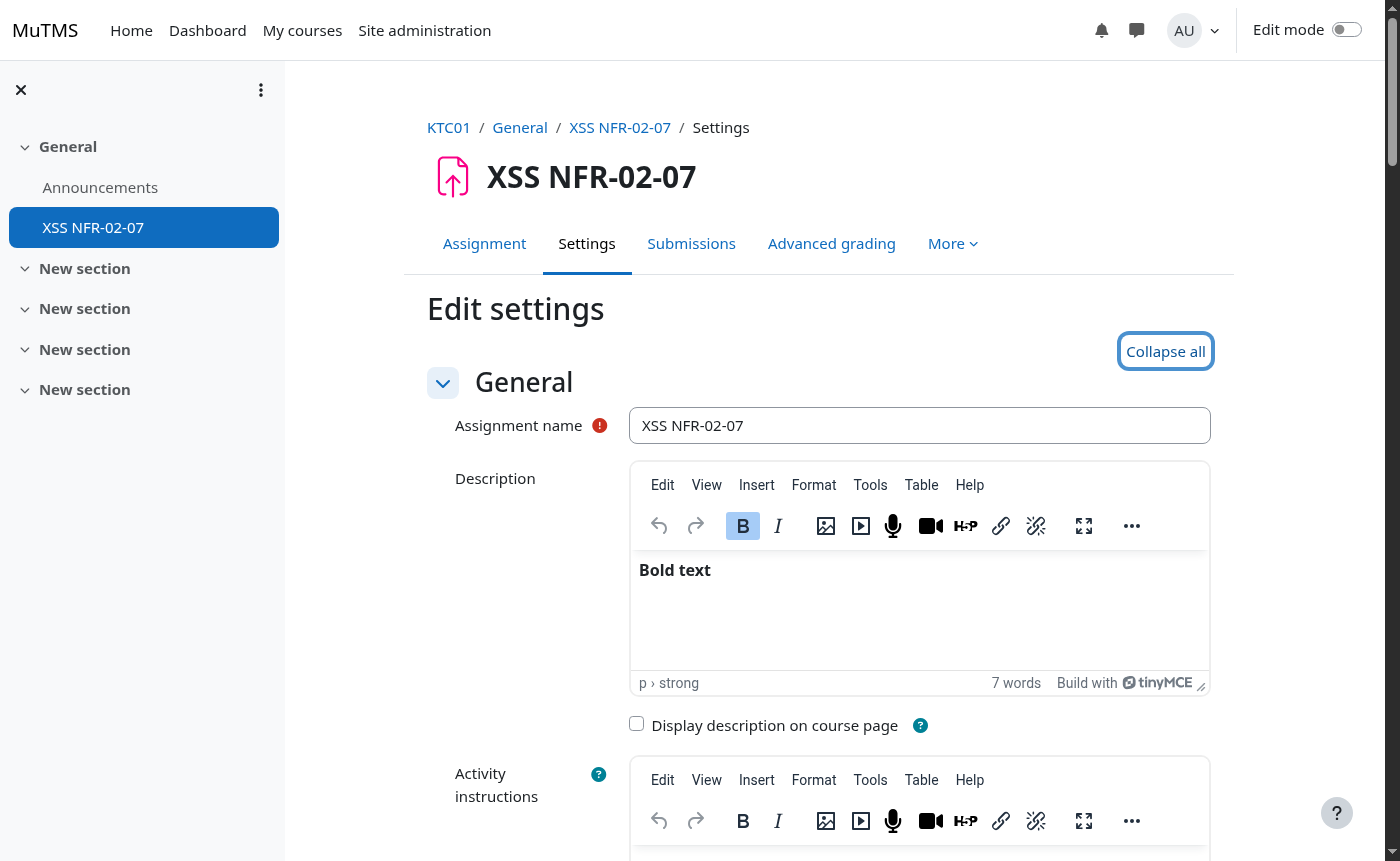 MuTMS Home Dashboard My courses Site administration AU Edit mode
General
Announcements
XSS NFR-02-07
New section
New section
New section
New section
KTC01 / General / XSS NFR-02-07 / Settings
XSS NFR-02-07
Assignment Settings Submissions Advanced grading More
Edit settings
Collapse all
General
Assignment name ! XSS NFR-02-07
Description
Edit View Insert Format Tools Table Help
B I H5P
Bold text
p › strong 7 words Build with tinyMCE
Display description on course page ?
Activity instructions ?
Edit View Insert Format Tools Table Help
B I H5P
?